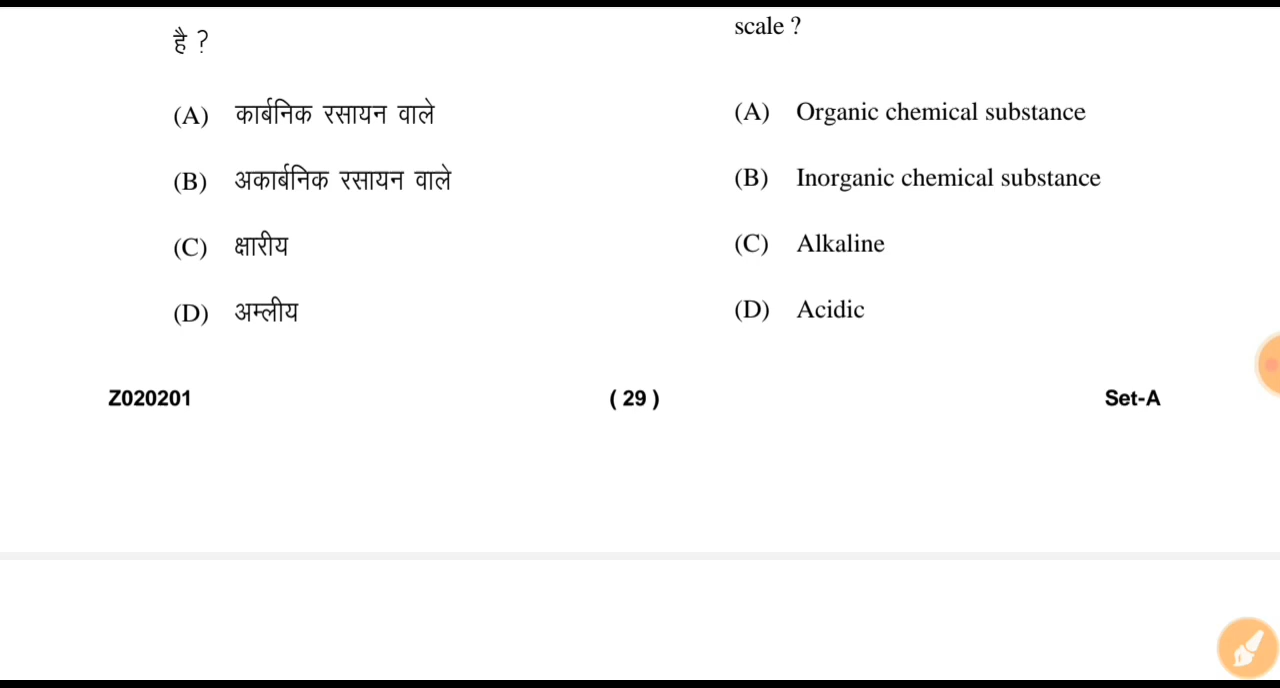 है ?
(A) कार्बनिक रसायन वाले
(B) अकार्बनिक रसायन वाले
(C) क्षारीय
(D) अम्लीय
scale ?
(A) Organic chemical substance
(B) Inorganic chemical substance
(C) Alkaline
(D) Acidic
Z020201 ( 29 ) Set-A